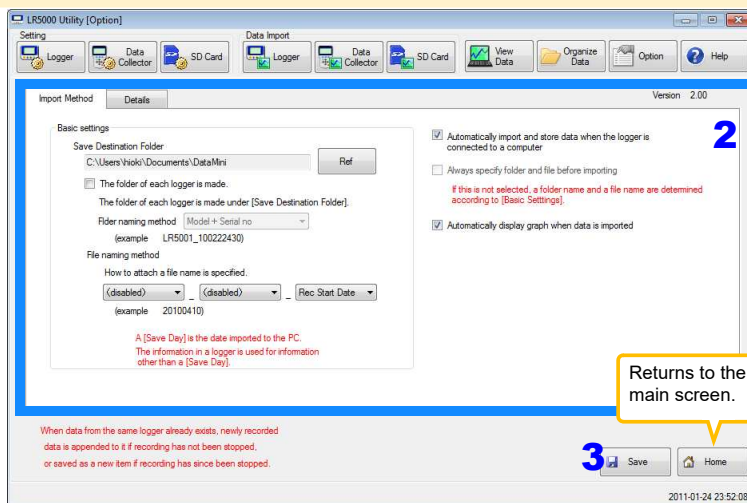 LR5000 Utility [Option]
Setting
Data Import
Logger
Data
Collector
SD Card
Logger
Data
Collector
SD Card
View
Data
Organize
Data
Option
Help
Import Method
Details
Version 2.00
Basic settings
Save Destination Folder
C:\Users\hioki\Documents\DataMini
Ref
The folder of each logger is made.
The folder of each logger is made under [Save Destination Folder].
Flder naming method
Model + Serial no
(example LR5001_100222430)
File naming method
How to attach a file name is specified.
(disabled) _ (disabled) _ Rec Start Date
(example 20100410)
A [Save Day] is the date imported to the PC.
The information in a logger is used for information
other than a [Save Day].
Automatically import and store data when the logger is
connected to a computer
2
Always specify folder and file before importing
If this is not selected, a folder name and a file name are determined
according to [Basic Setttings].
Automatically display graph when data is imported
Returns to the
main screen.
When data from the same logger already exists, newly recorded
data is appended to it if recording has not been stopped,
or saved as a new item if recording has since been stopped.
3
Save
Home
2011-01-24 23:52:08